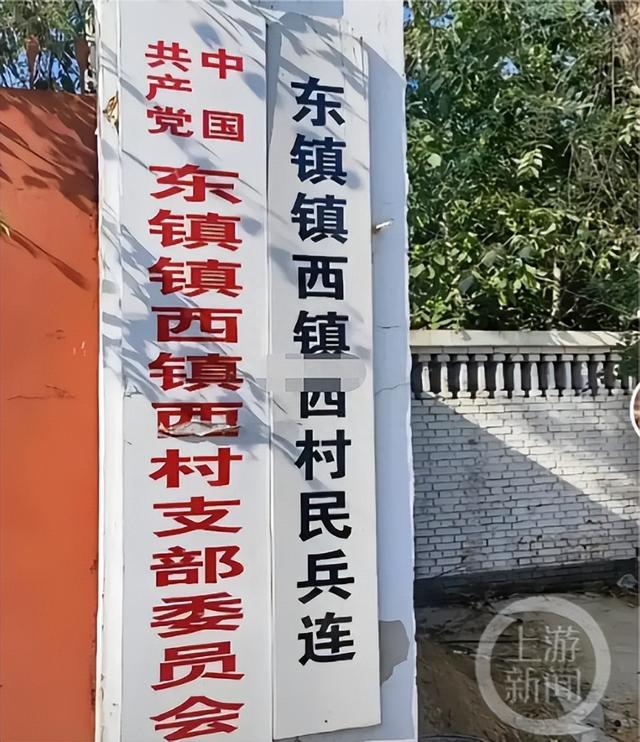 东镇镇西镇西村民兵连
中国
共产党
东镇镇西镇西村支部委员会
上游
新闻